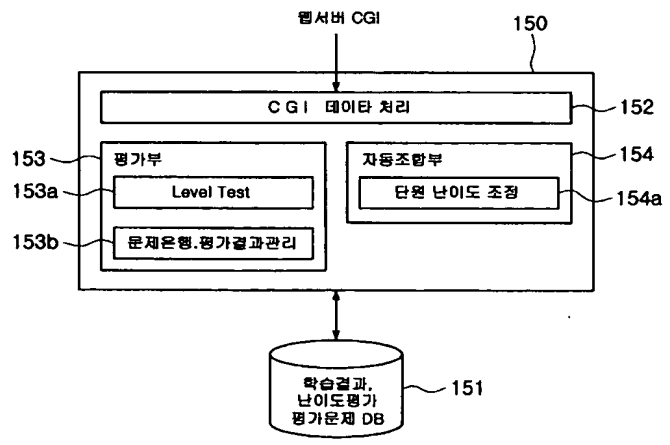 웹서버 CGI
150
CGI 데이타 처리
152
153
평가부
자동조합부
154
153a
Level Test
단원 난이도 조정
154a
153b
문제은행.평가결과관리
학습결과,
난이도평가
평가문제 DB
151